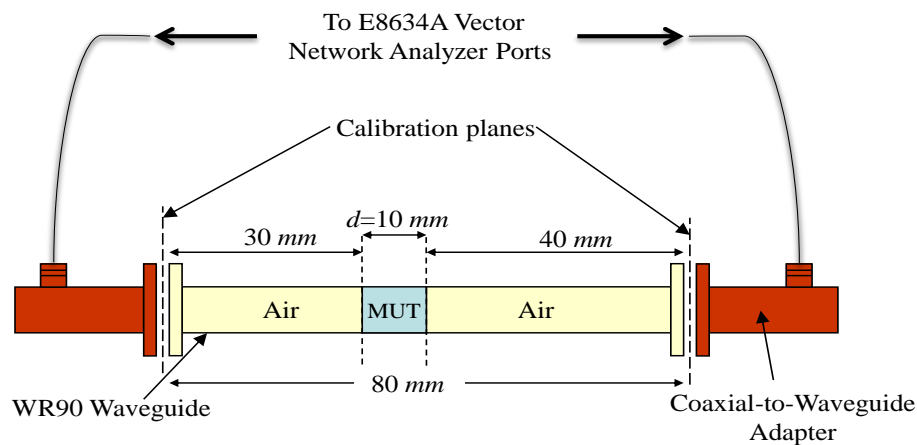 To E8634A Vector
Network Analyzer Ports
Calibration planes
d=10 mm
30 mm
40 mm
Air
MUT
Air
80 mm
WR90 Waveguide
Coaxial-to-Waveguide
Adapter